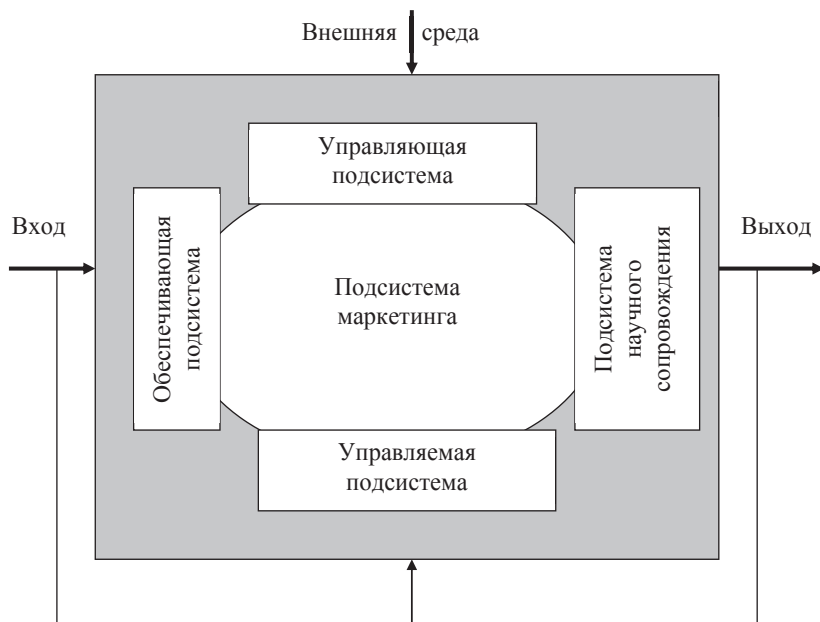 Внешняя среда
Управляющая
подсистема
Вход
Обеспечивающая
подсистема
Подсистема
маркетинга
Подсистема
научного
сопровождения
Выход
Управляемая
подсистема